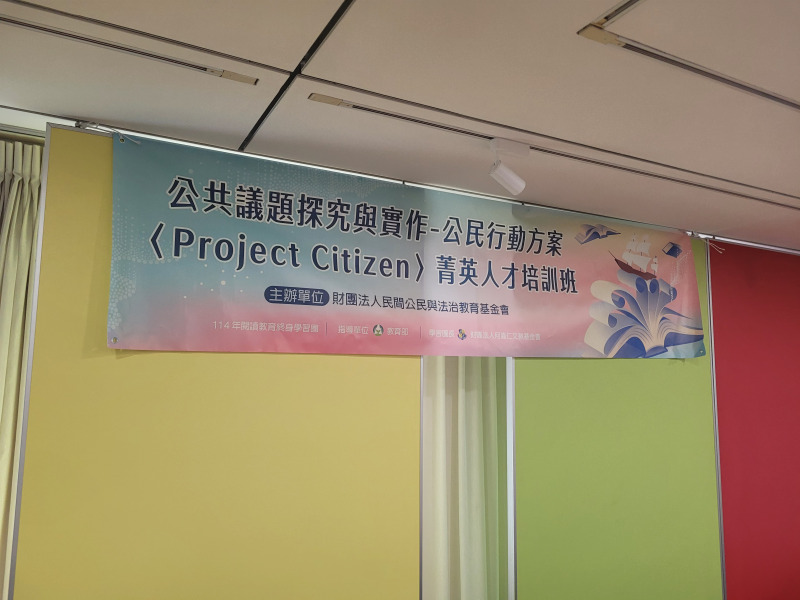 公共議題探究與實作-公民行動方案
〈Project Citizen〉菁英人才培訓班
主辦單位 財團法人民間公民與法治教育基金會
114年閱讀教育終身學習圈 指導單位 教育部